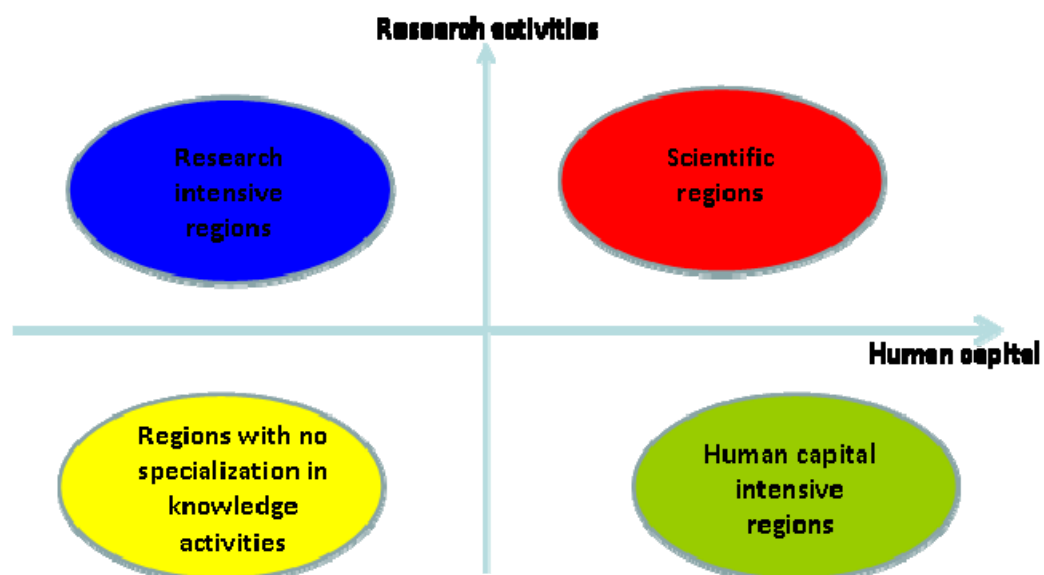 Research activities
Research
intensive
regions
Scientific
regions
Human capital
Regions with no
specialization in
knowledge
activities
Human capital
intensive
regions